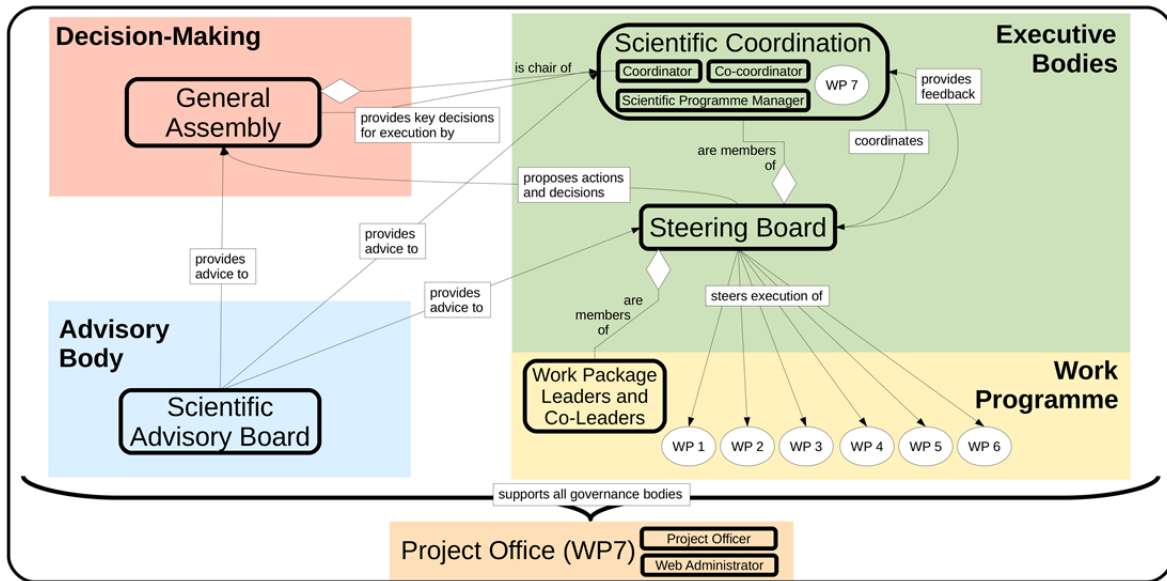 Decision-Making
General
Assembly
is chair of
provides key decisions
for execution by
Scientific Coordination
Coordinator
Co-coordinator
Scientific Programme Manager
WP 7
Executive
Bodies
provides
feedback
coordinates
are members
of
proposes actions
and decisions
Steering Board
provides
advice to
provides
advice to
provides
advice to
are
members
of
steers execution of
Advisory
Body
Scientific
Advisory Board
Work Package
Leaders and
Co-Leaders
Work
Programme
WP 1
WP 2
WP 3
WP 4
WP 5
WP 6
supports all governance bodies
Project Office (WP7)
Project Officer
Web Administrator